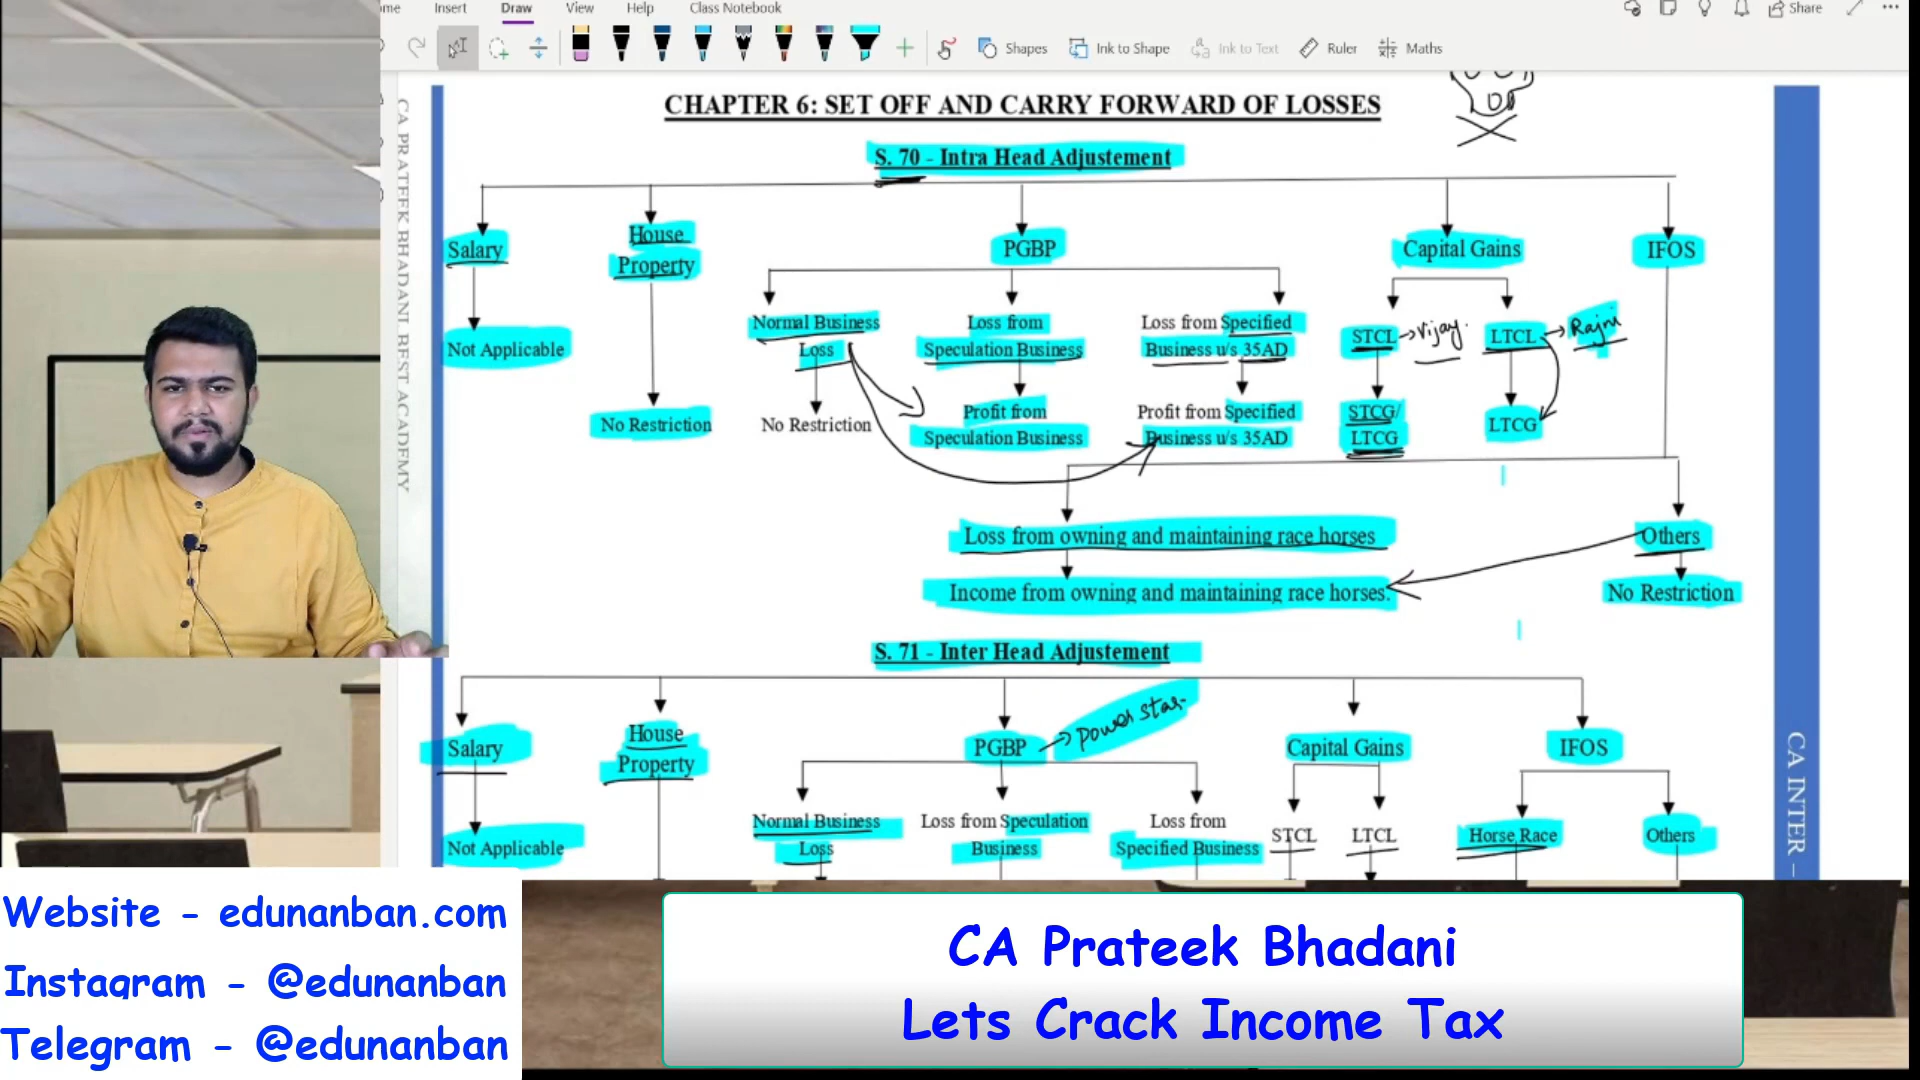 Insert Draw View Help Class Notebook Share
Shapes Ink to Shape Ink to Text Ruler Maths
CHAPTER 6: SET OFF AND CARRY FORWARD OF LOSSES
S. 70 - Intra Head Adjustement
Salary
House
Property
PGBP
Capital Gains
IFOS
Not Applicable
No Restriction
Normal Business
Loss
No Restriction
Loss from
Speculation Business
Profit from
Speculation Business
Loss from Specified
Business u/s 35AD
Profit from Specified
Business u/s 35AD
STCL
Vijay.
STCG/
LTCG
LTCL
Rajni
LTCG
Loss from owning and maintaining race horses
Income from owning and maintaining race horses.
Others
No Restriction
S. 71 - Inter Head Adjustement
Salary
House
Property
PGBP
Power Star
Capital Gains
IFOS
Not Applicable
Normal Business
Loss
Loss from Speculation
Business
Loss from
Specified Business
STCL
LTCL
Horse Race
Others
CA PRATEEK BHADANI, BEST ACADEMY
CA INTER –
Website - edunanban.com
Instagram - @edunanban
Telegram - @edunanban
CA Prateek Bhadani
Lets Crack Income Tax